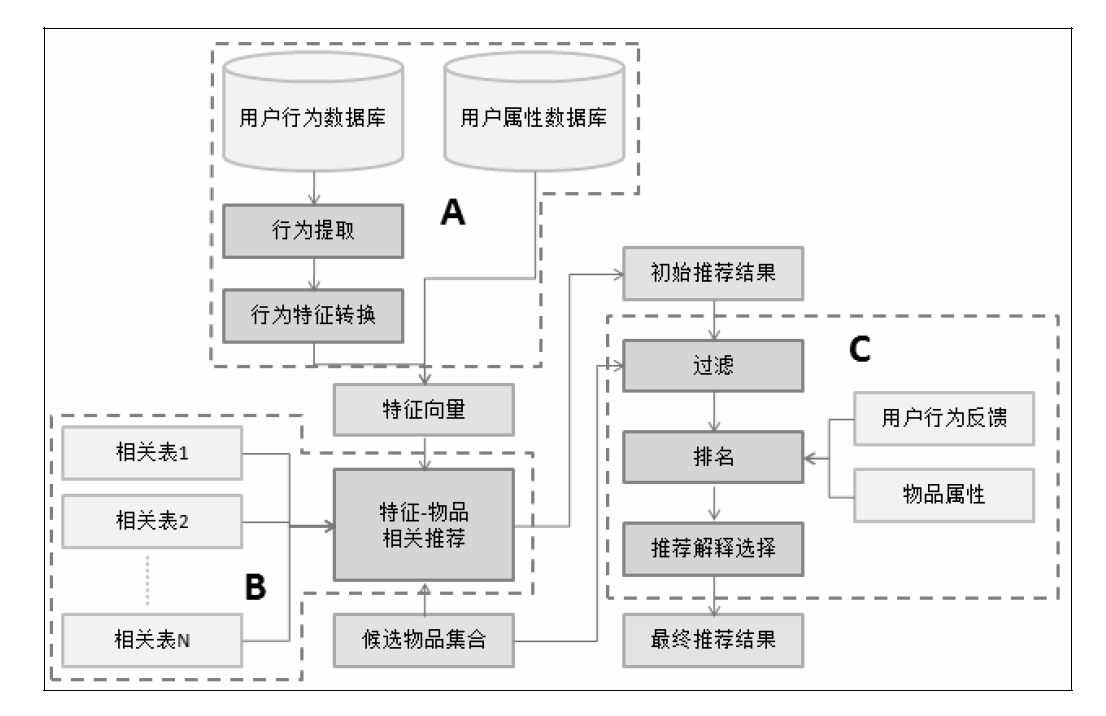 用户行为数据库
用户属性数据库
A
行为提取
行为特征转换
初始推荐结果
C
过滤
特征向量
用户行为反馈
相关表1
排名
物品属性
特征-物品
相关推荐
相关表2
推荐解释选择
B
相关表N
候选物品集合
最终推荐结果